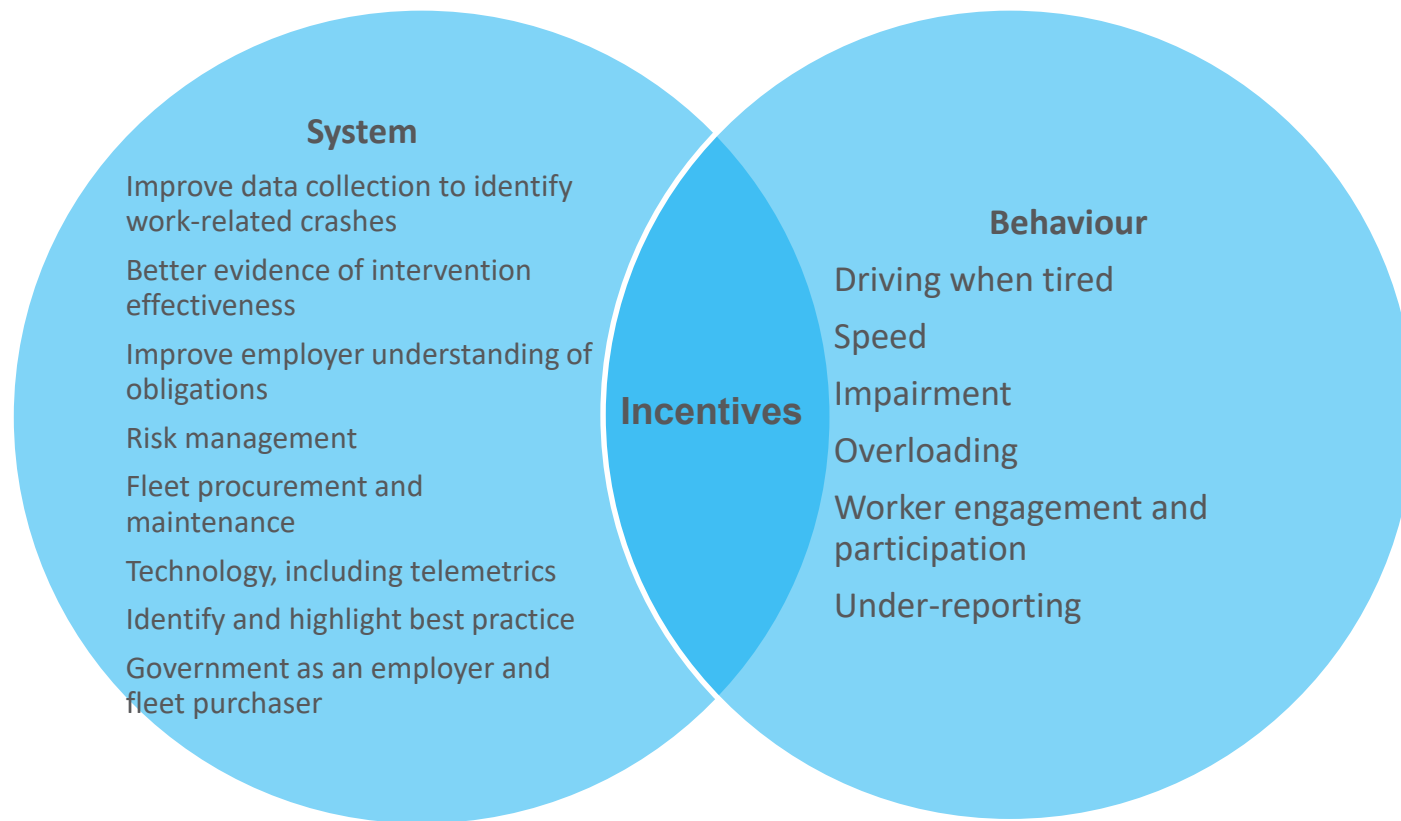 System
Improve data collection to identify
work-related crashes
Better evidence of intervention
effectiveness
Improve employer understanding of
obligations
Risk management
Fleet procurement and
maintenance
Technology, including telemetrics
Identify and highlight best practice
Government as an employer and
fleet purchaser
Incentives
Behaviour
Driving when tired
Speed
Impairment
Overloading
Worker engagement and
participation
Under-reporting